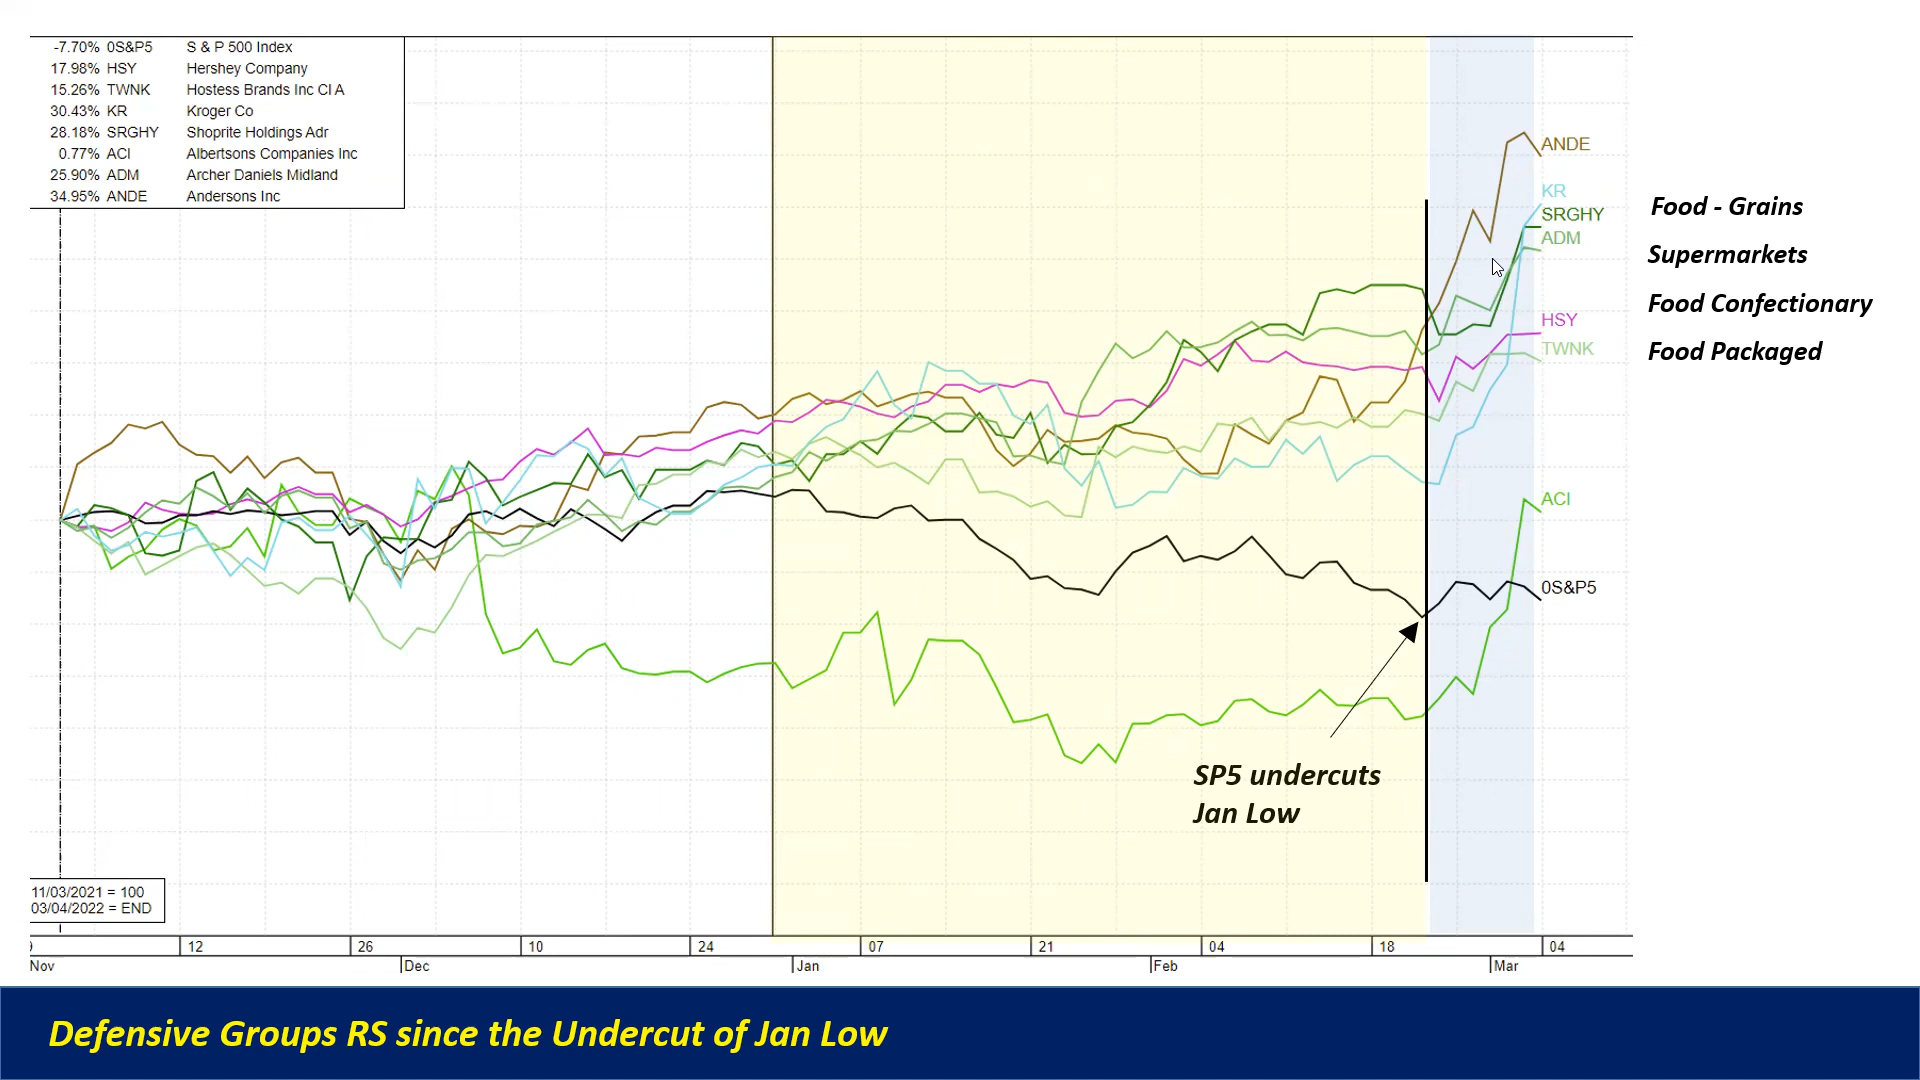 -7.70% 0S&P5 S & P 500 Index
17.98% HSY Hershey Company
15.26% TWNK Hostess Brands Inc Cl A
30.43% KR Kroger Co
28.18% SRGHY Shoprite Holdings Adr
0.77% ACI Albertsons Companies Inc
25.90% ADM Archer Daniels Midland
34.95% ANDE Andersons Inc
ANDE
KR
SRGHY
ADM
HSY
TWNK
ACI
0S&P5
Food - Grains
Supermarkets
Food Confectionary
Food Packaged
SP5 undercuts
Jan Low
11/03/2021 = 100
03/04/2022 = END
12 26 10 24 07 21 04 18 04
Nov Dec Jan Feb Mar
Defensive Groups RS since the Undercut of Jan Low